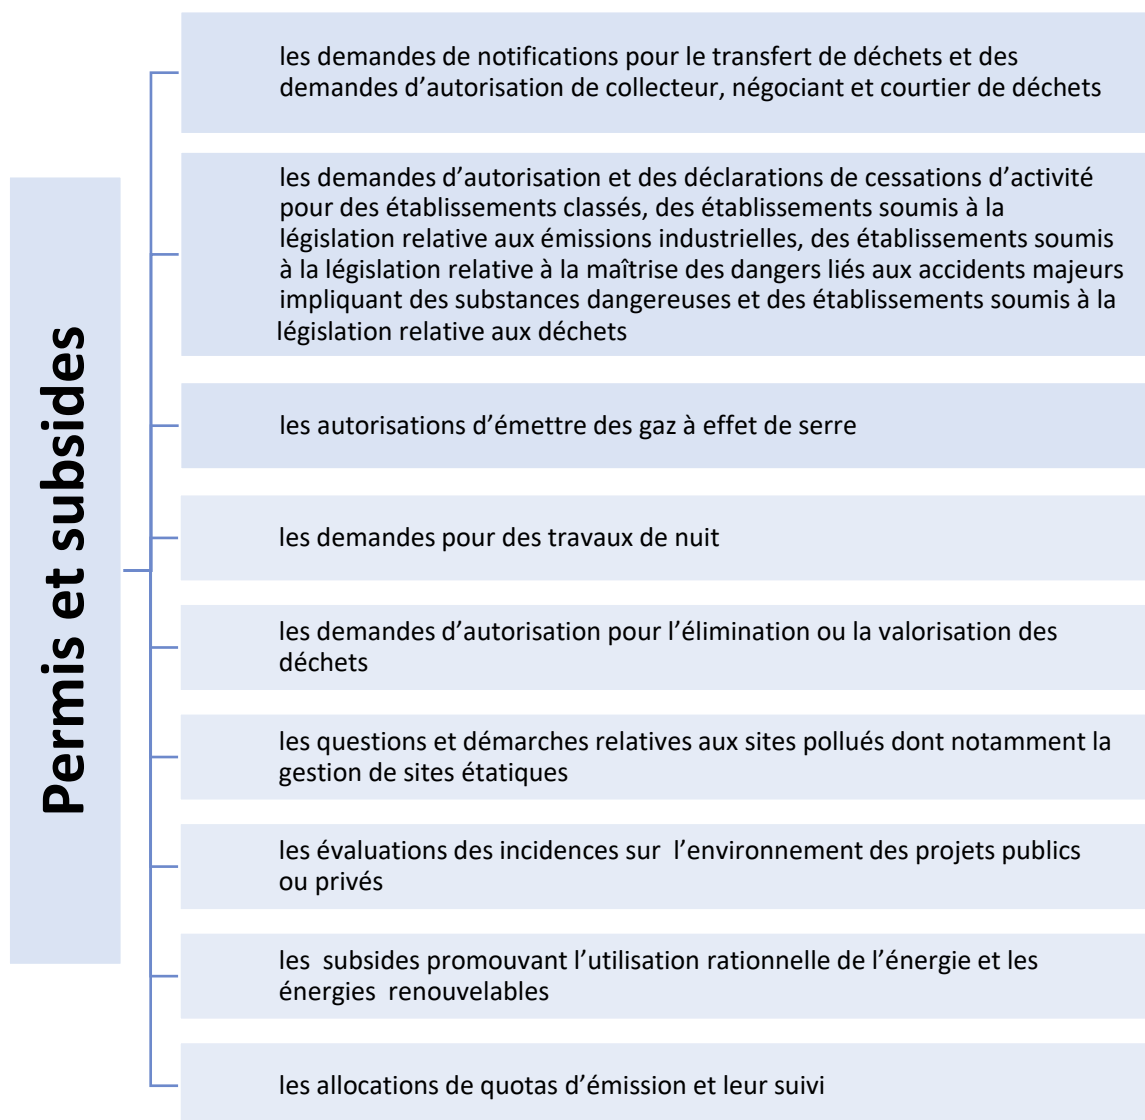 Permis et subsides
les demandes de notifications pour le transfert de déchets et des
demandes d’autorisation de collecteur, négociant et courtier de déchets
les demandes d’autorisation et des déclarations de cessations d’activité
pour des établissements classés, des établissements soumis à la
législation relative aux émissions industrielles, des établissements soumis
à la législation relative à la maîtrise des dangers liés aux accidents majeurs
impliquant des substances dangereuses et des établissements soumis à la
législation relative aux déchets
les autorisations d’émettre des gaz à effet de serre
les demandes pour des travaux de nuit
les demandes d’autorisation pour l’élimination ou la valorisation des
déchets
les questions et démarches relatives aux sites pollués dont notamment la
gestion de sites étatiques
les évaluations des incidences sur l’environnement des projets publics
ou privés
les subsides promouvant l’utilisation rationnelle de l’énergie et les
énergies renouvelables
les allocations de quotas d’émission et leur suivi